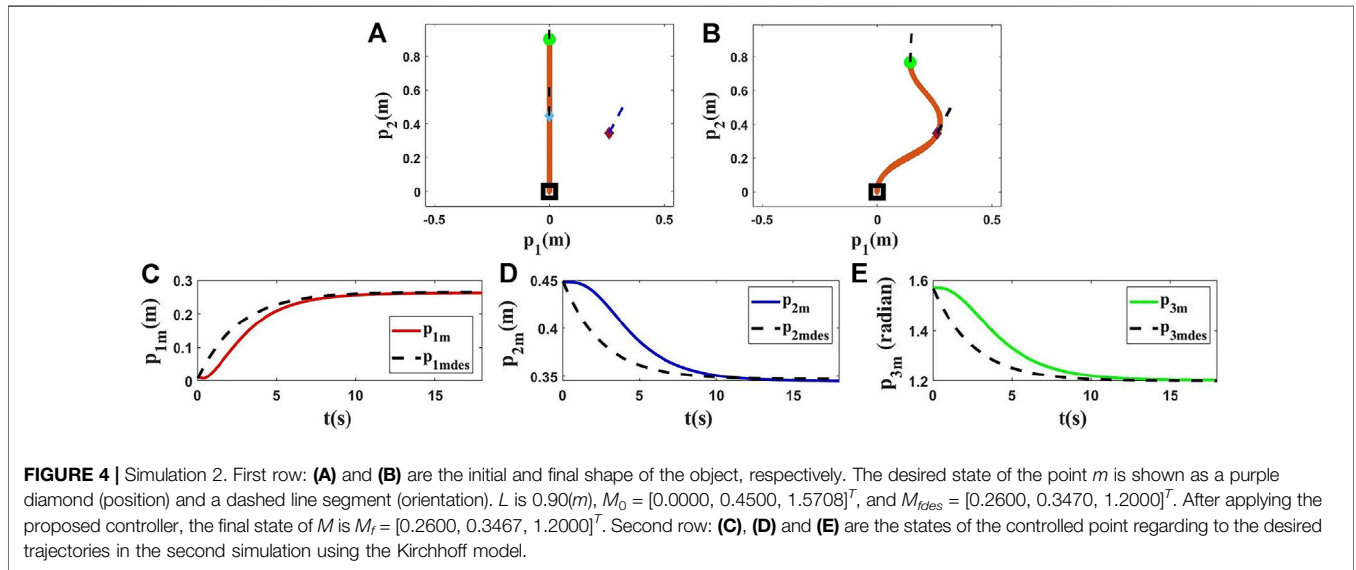 A
B
p2(m)
0.8
0.6
0.4
0.2
0
-0.5
0
0.5
p1(m)
p2(m)
0.8
0.6
0.4
0.2
0
-0.5
0
0.5
p1(m)
C
D
E
p1m(m)
0.3
0.2
0.1
0
0
5
10
15
t(s)
p1m
p1mdes
p2m(m)
0.45
0.4
0.35
0
5
10
15
t(s)
p2m
p2mdes
p3m (radian)
1.6
1.4
1.2
0
5
10
15
t(s)
p3m
p3mdes
FIGURE 4 | Simulation 2. First row: (A) and (B) are the initial and final shape of the object, respectively. The desired state of the point m is shown as a purple
diamond (position) and a dashed line segment (orientation). L is 0.90(m), M0 = [0.0000, 0.4500, 1.5708]^T, and Mfdes = [0.2600, 0.3470, 1.2000]^T. After applying the
proposed controller, the final state of M is Mf = [0.2600, 0.3467, 1.2000]^T. Second row: (C), (D) and (E) are the states of the controlled point regarding to the desired
trajectories in the second simulation using the Kirchhoff model.